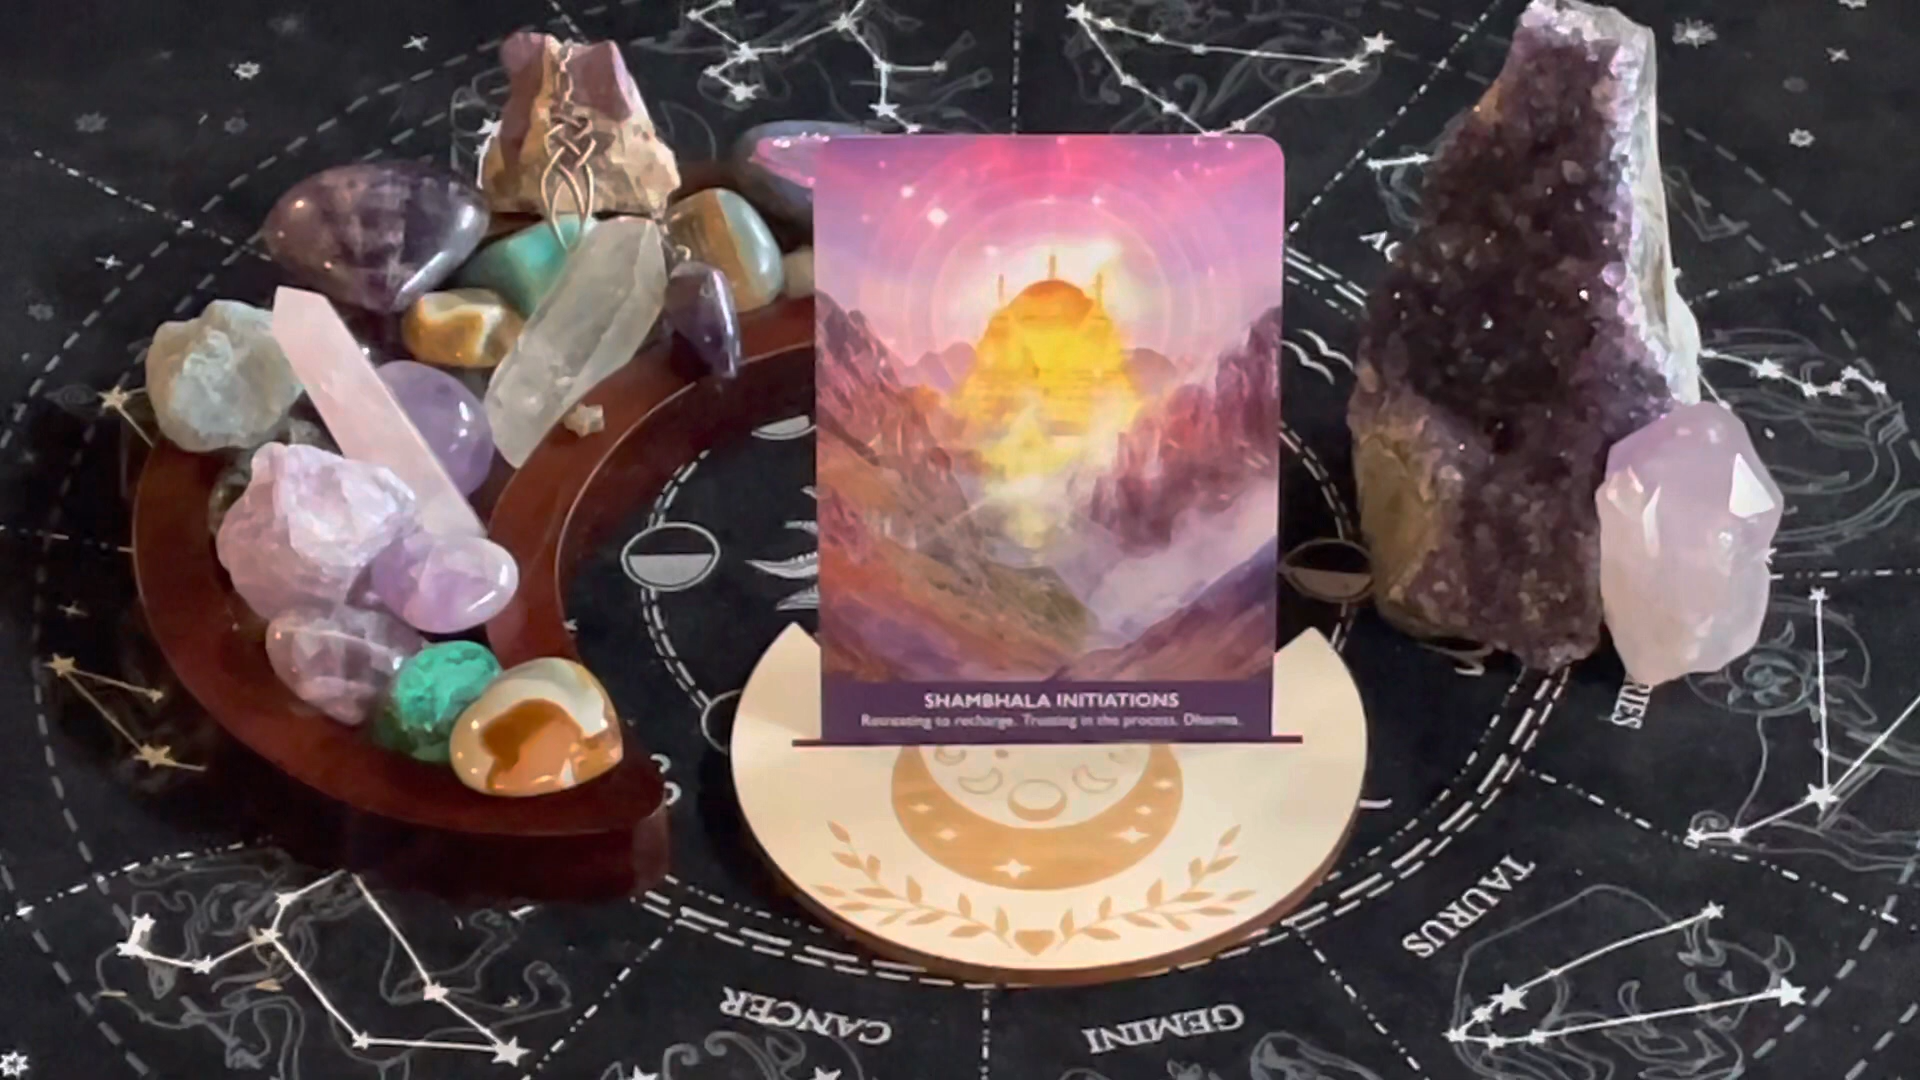 SHAMBHALA INITIATIONS
Retreating to recharge. Trusting in the process. Dharma.
TAURUS
CANCER
GEMINI